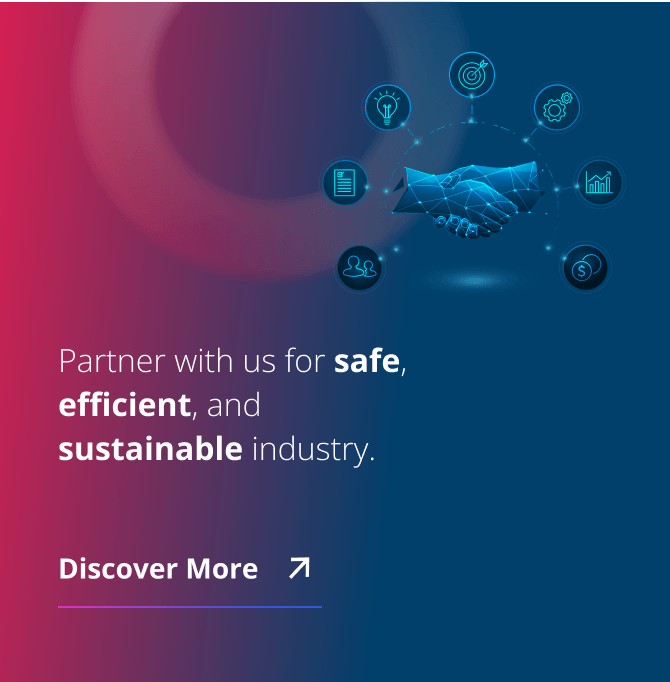 Partner with us for safe,
efficient, and
sustainable industry.
Discover More